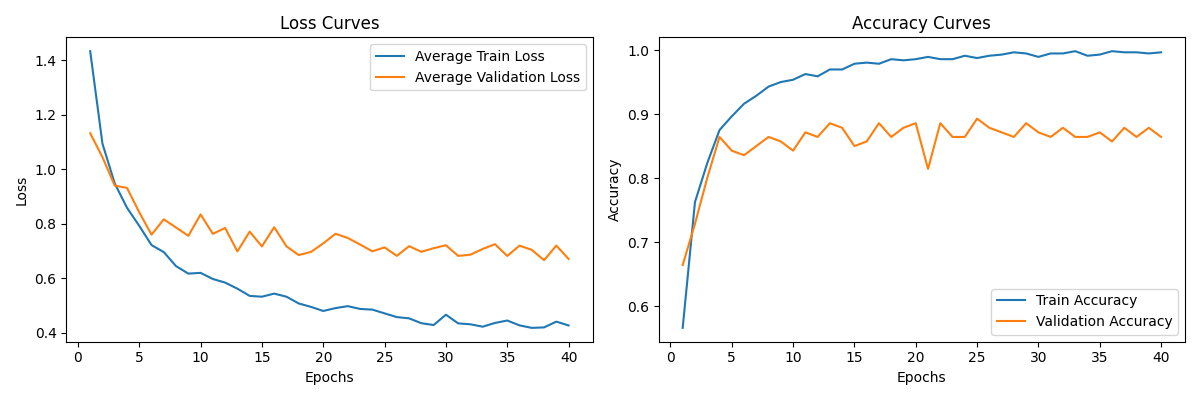 Loss Curves
Average Train Loss
Average Validation Loss
Loss
1.4
1.2
1.0
0.8
0.6
0.4
0 5 10 15 20 25 30 35 40
Epochs
Accuracy Curves
Accuracy
1.0
0.9
0.8
0.7
0.6
Train Accuracy
Validation Accuracy
0 5 10 15 20 25 30 35 40
Epochs